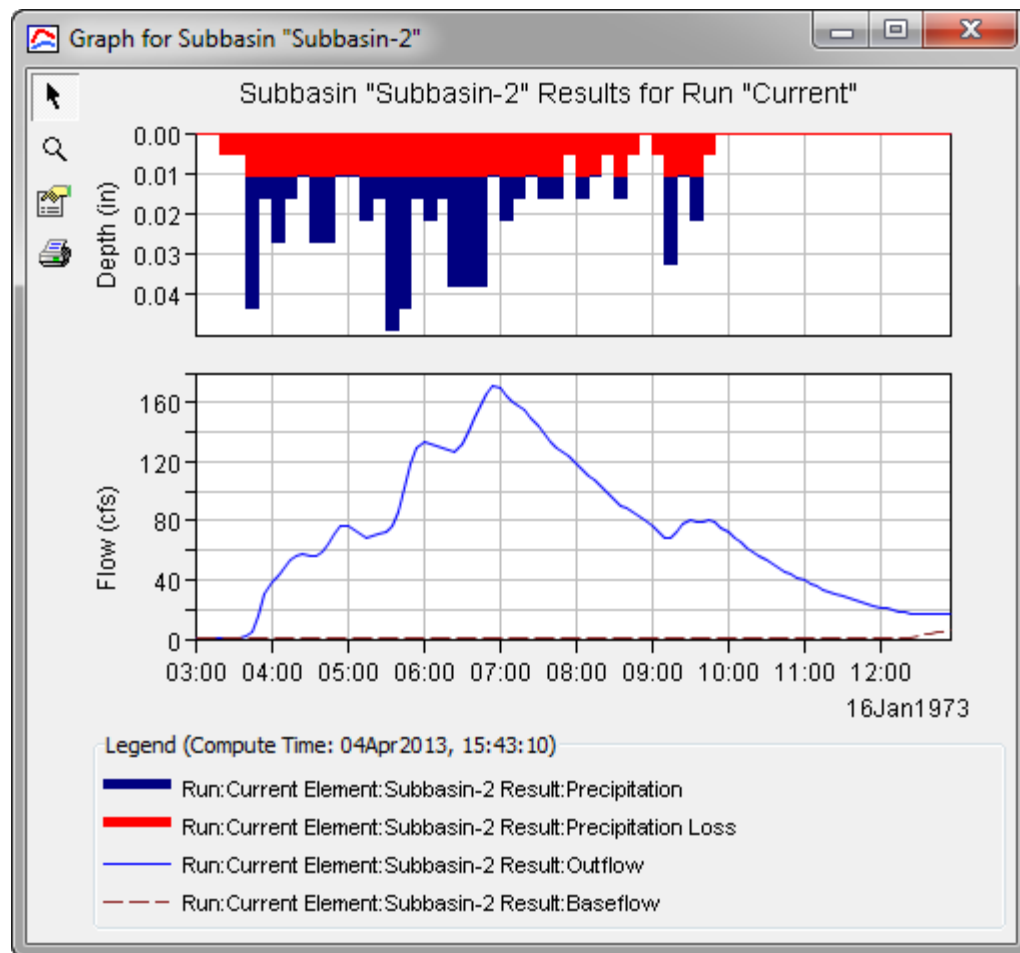 Graph for Subbasin "Subbasin-2"
Subbasin "Subbasin-2" Results for Run "Current"
0.00
0.01
0.02
0.03
0.04
Depth (in)
160
120
80
40
0
Flow (cfs)
03:00 04:00 05:00 06:00 07:00 08:00 09:00 10:00 11:00 12:00
16Jan1973
Legend (Compute Time: 04Apr2013, 15:43:10)
Run:Current Element:Subbasin-2 Result:Precipitation
Run:Current Element:Subbasin-2 Result:Precipitation Loss
Run:Current Element:Subbasin-2 Result:Outflow
Run:Current Element:Subbasin-2 Result:Baseflow